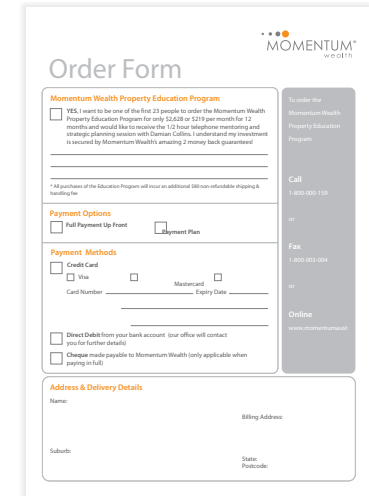 MOMENTUM
wealth
Order Form
Momentum Wealth Property Education Program
YES, I want to be one of the first 23 people to order the Momentum Wealth
Property Education Program for only $2,628 or $219 per month for 12
months and would like to receive the 1/2 hour telephone mentoring and
strategic planning session with Damian Collins. I understand my investment
is secured by Momentum Wealth's amazing 2 money back guarantees!
* All purchases of the Education Program will incur an additional $60 non-refundable shipping &
handling fee
Payment Options
Full Payment Up Front
Payment Plan
Payment Methods
Credit Card
Visa
Mastercard
Card Number
Expiry Date
Direct Debit from your bank account (our office will contact
you for further details)
Cheque made payable to Momentum Wealth (only applicable when
paying in full)
To order the
Momentum Wealth
Property Education
Program
Call
1-800-000-159
or
Fax
1-800-003-004
or
Online
www.momentumwealt
Address & Delivery Details
Name:
Billing Address:
Suburb:
State:
Postcode: